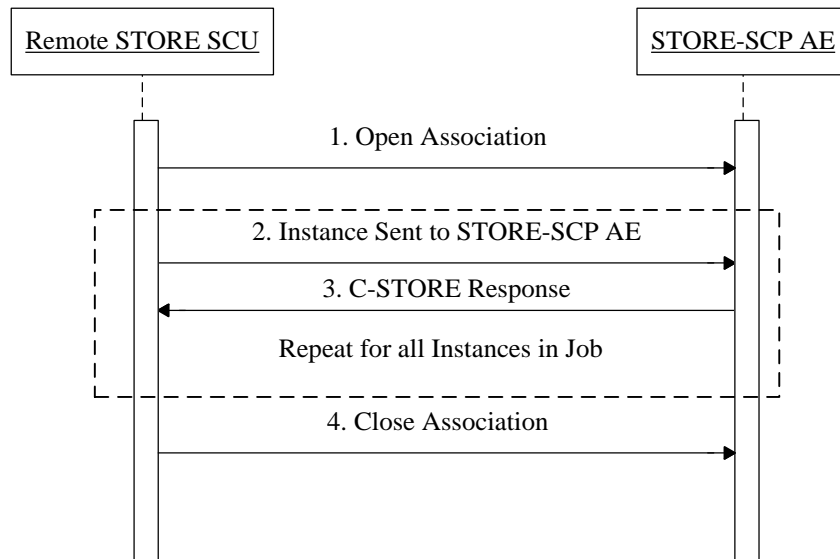 Remote STORE SCU
STORE-SCP AE
1. Open Association
2. Instance Sent to STORE-SCP AE
3. C-STORE Response
Repeat for all Instances in Job
4. Close Association